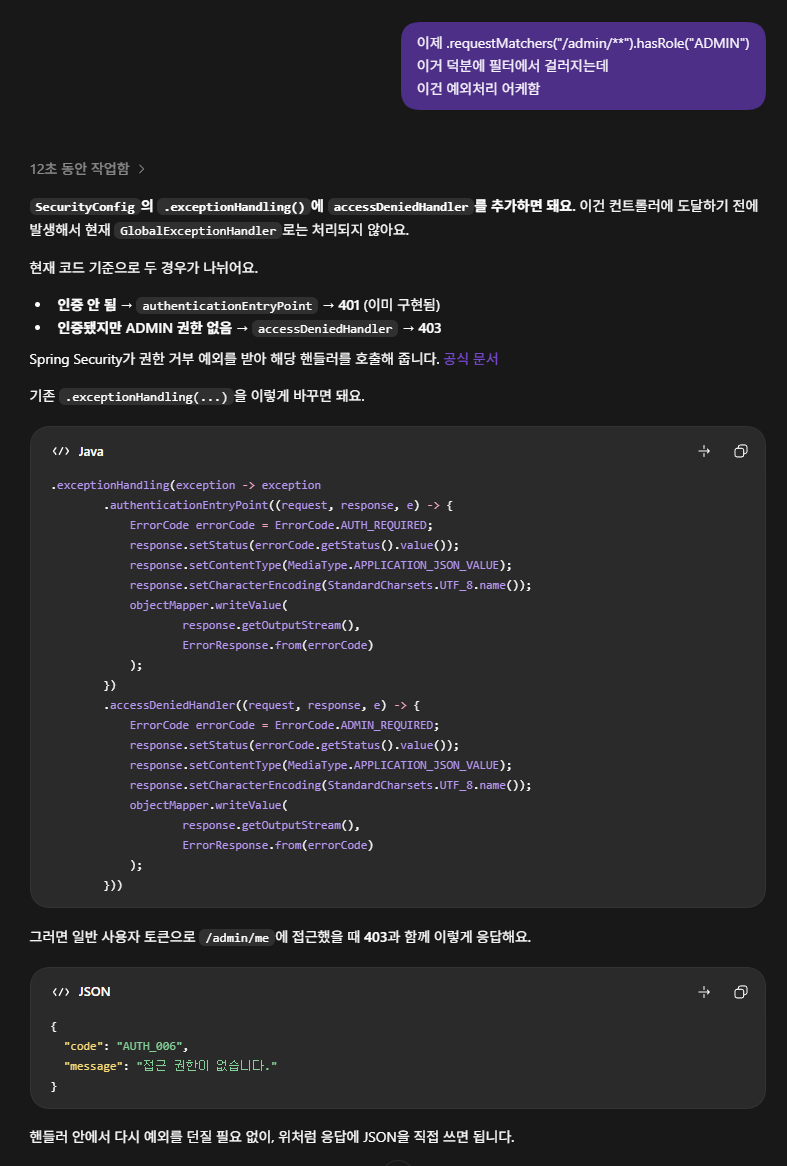 이제 .requestMatchers("/admin/**").hasRole("ADMIN")
이거 덕분에 필터에서 걸러지는데
이건 예외처리 어케함
12초 동안 작업함 >
SecurityConfig 의 .exceptionHandling() 에 accessDeniedHandler 를 추가하면 돼요. 이건 컨트롤러에 도달하기 전에
발생해서 현재 GlobalExceptionHandler 로는 처리되지 않아요.
현재 코드 기준으로 두 경우가 나뉘어요.
• 인증 안 됨 → authenticationEntryPoint → 401 (이미 구현됨)
• 인증됐지만 ADMIN 권한 없음 → accessDeniedHandler → 403
Spring Security가 권한 거부 예외를 받아 해당 핸들러를 호출해 줍니다. 공식 문서
기존 .exceptionHandling(...) 을 이렇게 바꾸면 돼요.
</> Java
.exceptionHandling(exception -> exception
        .authenticationEntryPoint((request, response, e) -> {
            ErrorCode errorCode = ErrorCode.AUTH_REQUIRED;
            response.setStatus(errorCode.getStatus().value());
            response.setContentType(MediaType.APPLICATION_JSON_VALUE);
            response.setCharacterEncoding(StandardCharsets.UTF_8.name());
            objectMapper.writeValue(
                    response.getOutputStream(),
                    ErrorResponse.from(errorCode)
            );
        })
        .accessDeniedHandler((request, response, e) -> {
            ErrorCode errorCode = ErrorCode.ADMIN_REQUIRED;
            response.setStatus(errorCode.getStatus().value());
            response.setContentType(MediaType.APPLICATION_JSON_VALUE);
            response.setCharacterEncoding(StandardCharsets.UTF_8.name());
            objectMapper.writeValue(
                    response.getOutputStream(),
                    ErrorResponse.from(errorCode)
            );
        }))
그러면 일반 사용자 토큰으로 /admin/me 에 접근했을 때 403과 함께 이렇게 응답해요.
</> JSON
{
  "code": "AUTH_006",
  "message": "접근 권한이 없습니다."
}
핸들러 안에서 다시 예외를 던질 필요 없이, 위처럼 응답에 JSON을 직접 쓰면 됩니다.